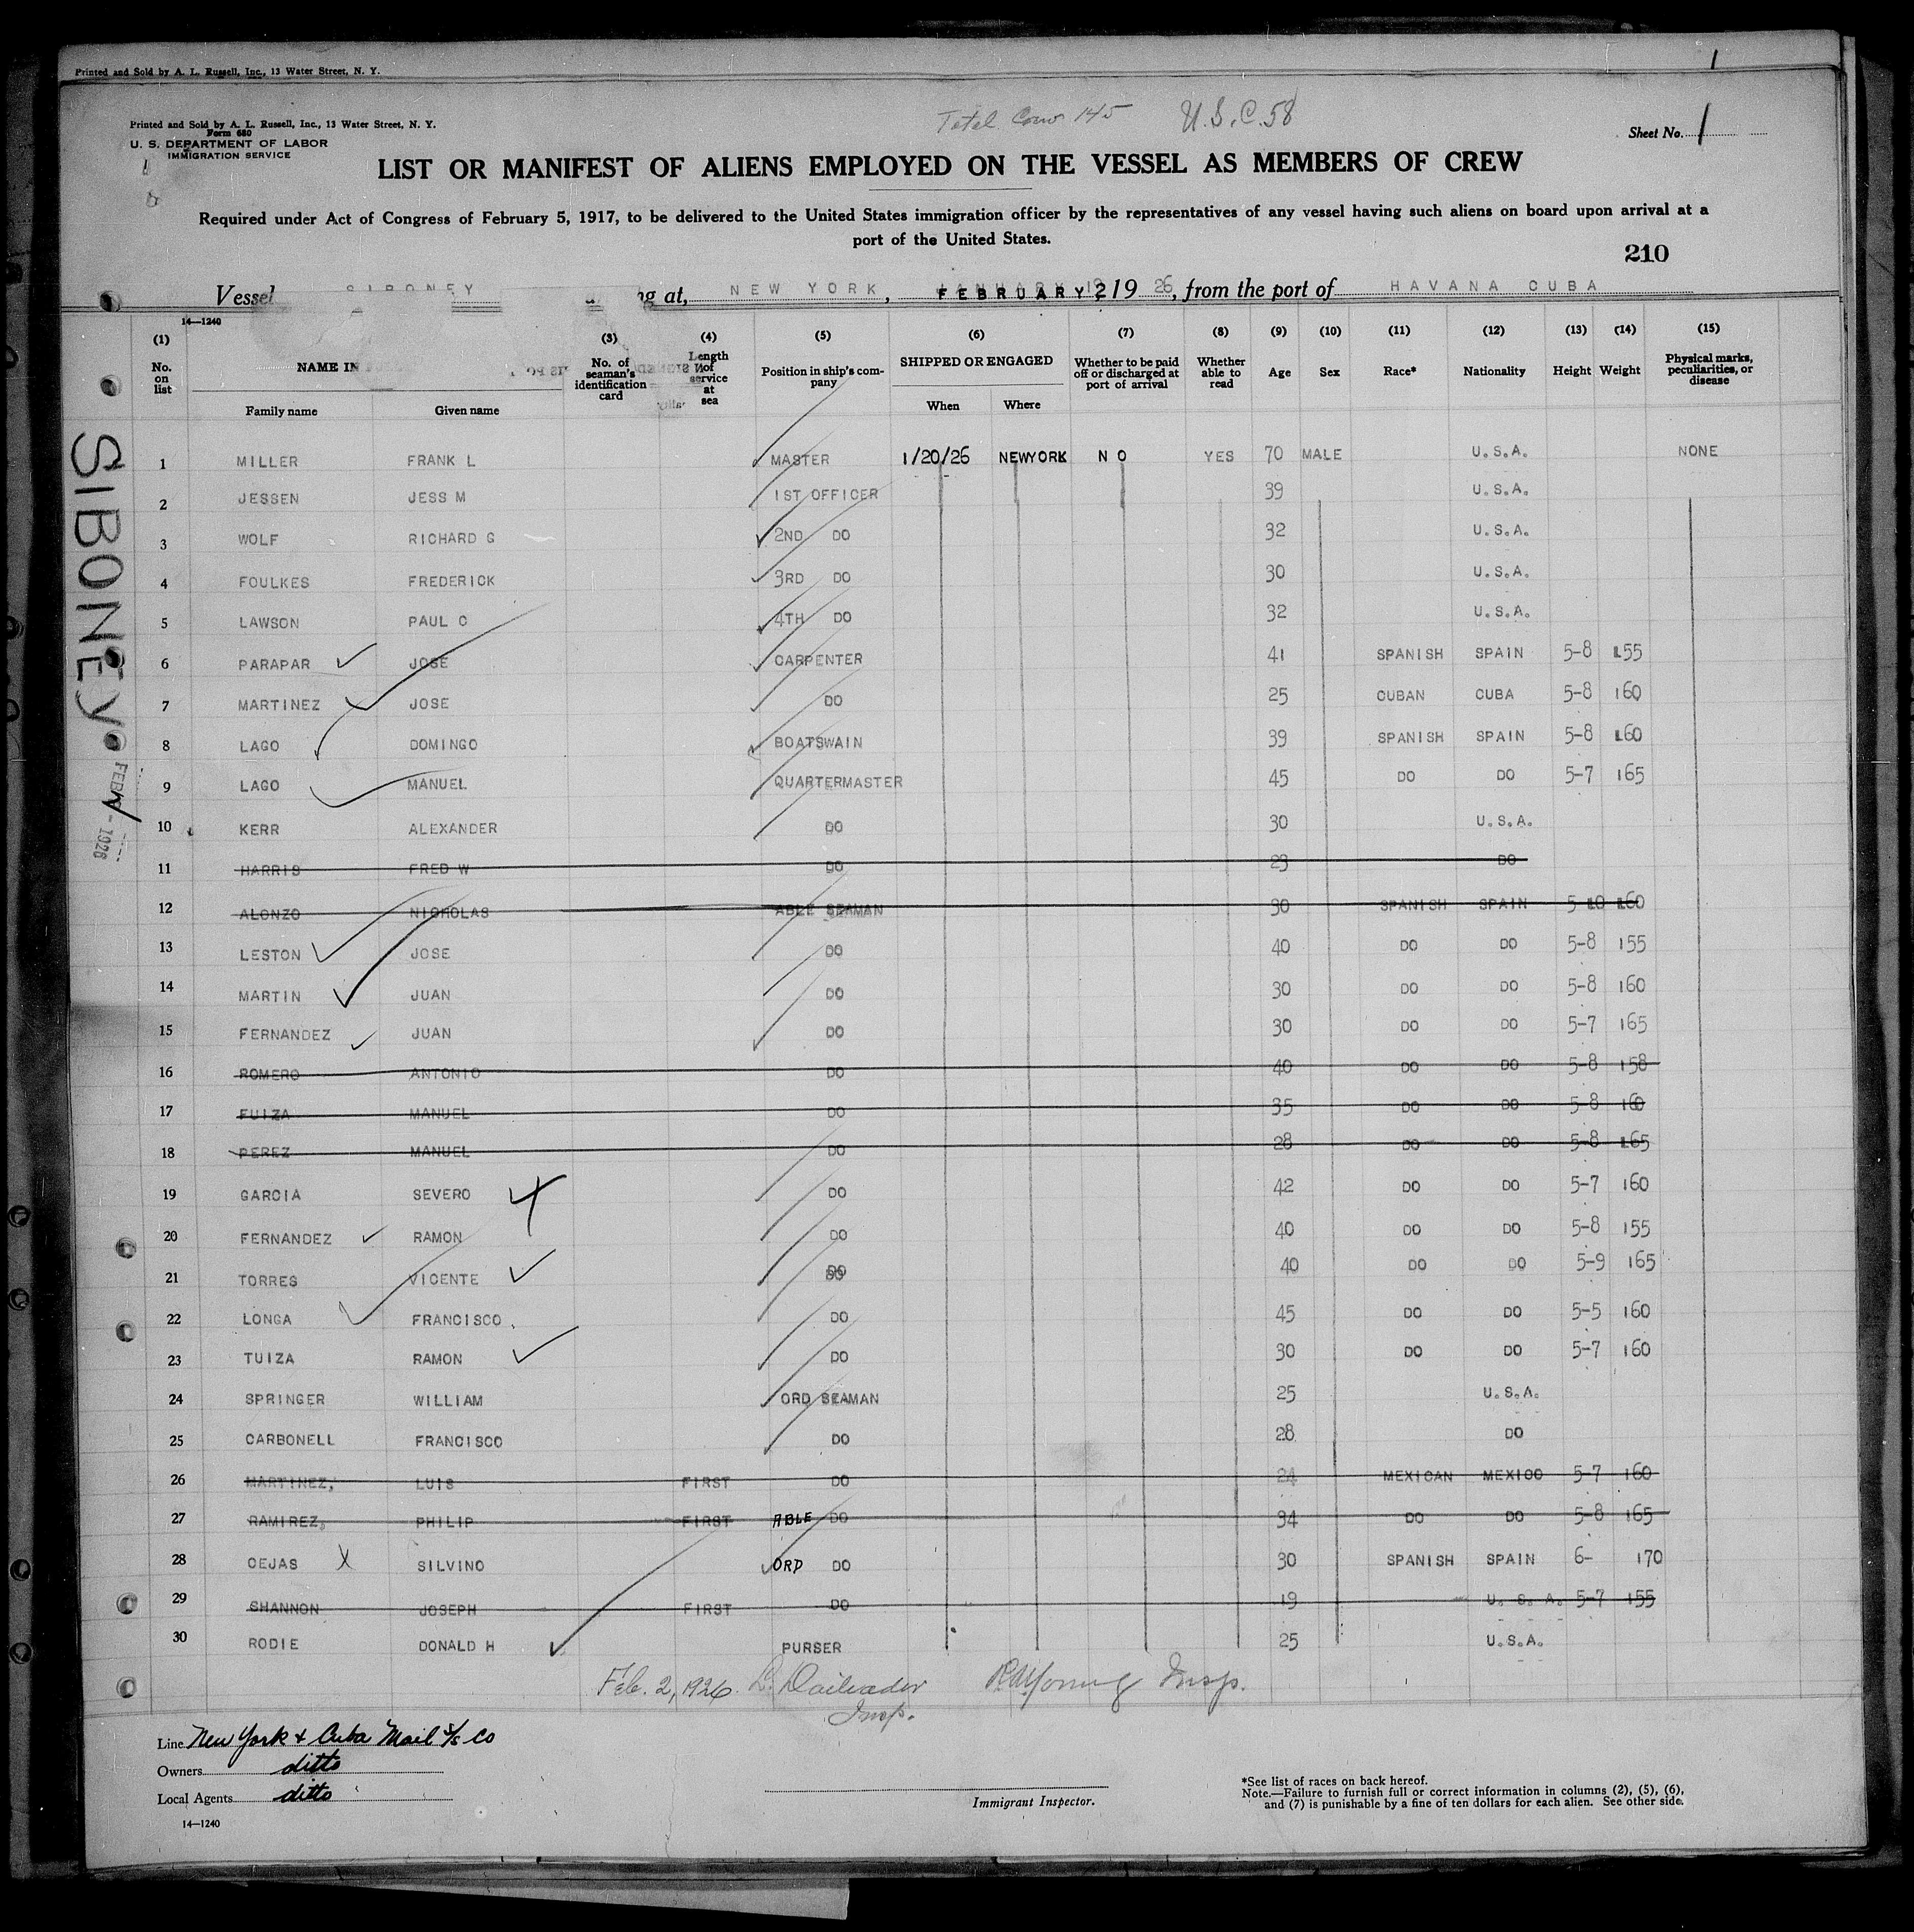 1
Printed and Sold by A. L. Russell, Inc., 13 Water Street, N. Y.
Total Crew 145 U.S.C. 58
Printed and Sold by A. L. Russell, Inc., 13 Water Street, N. Y.
Form 680
U. S. DEPARTMENT OF LABOR
IMMIGRATION SERVICE
Sheet No. 1
LIST OR MANIFEST OF ALIENS EMPLOYED ON THE VESSEL AS MEMBERS OF CREW
Required under Act of Congress of February 5, 1917, to be delivered to the United States immigration officer by the representatives of any vessel having such aliens on board upon arrival at a
port of the United States.
210
Vessel SIBONEY ng at, NEW YORK, FEBRUARY 2 19 26, from the port of HAVANA CUBA
14—1240
(1) (3) (4) (5) (6) (7) (8) (9) (10) (11) (12) (13) (14) (15)
No. on list NAME IN No. of seaman's identification card Length of service at sea Position in ship's company SHIPPED OR ENGAGED Whether to be paid off or discharged at port of arrival Whether able to read Age Sex Race* Nationality Height Weight Physical marks, peculiarities, or disease
Family name Given name When Where
1 MILLER FRANK L MASTER 1/20/26 NEWYORK NO YES 70 MALE U.S.A. NONE
2 JESSEN JESS M 1ST OFFICER 39 U.S.A.
3 WOLF RICHARD G 2ND DO 32 U.S.A.
4 FOULKES FREDERICK 3RD DO 30 U.S.A.
5 LAWSON PAUL C 4TH DO 32 U.S.A.
6 PARAPAR JOSE CARPENTER 41 SPANISH SPAIN 5-8 155
7 MARTINEZ JOSE DO 25 CUBAN CUBA 5-8 160
8 LAGO DOMINGO BOATSWAIN 39 SPANISH SPAIN 5-8 160
9 LAGO MANUEL QUARTERMASTER 45 DO DO 5-7 165
10 KERR ALEXANDER DO 30 U.S.A.
11 HARRIS FRED W DO 23 DO
12 ALONZO NICHOLAS ABLE SEAMAN 30 SPANISH SPAIN 5-10 160
13 LESTON JOSE DO 40 DO DO 5-8 155
14 MARTIN JUAN DO 30 DO DO 5-8 160
15 FERNANDEZ JUAN DO 30 DO DO 5-7 165
16 ROMERO ANTONIO DO 40 DO DO 5-8 158
17 FUIZA MANUEL DO 35 DO DO 5-8 160
18 PEREZ MANUEL DO 28 DO DO 5-8 165
19 GARCIA SEVERO DO 42 DO DO 5-7 160
20 FERNANDEZ RAMON DO 40 DO DO 5-8 155
21 TORRES VICENTE DO 40 DO DO 5-9 165
22 LONGA FRANCISCO. DO 45 DO DO 5-5 160
23 TUIZA RAMON DO 30 DO DO 5-7 160
24 SPRINGER WILLIAM ORD SEAMAN 25 U.S.A.
25 CARBONELL FRANCISCO DO 28 DO
26 MARTINEZ, LUIS FIRST DO 24 MEXICAN MEXICO 5-7 160
27 RAMIREZ, PHILIP FIRST ABLE DO 34 DO DO 5-8 165
28 CEJAS X SILVINO ORD DO 30 SPANISH SPAIN 6- 170
29 SHANNON JOSEPH FIRST DO 19 U. S. A. 5-7 155
30 RODIE DONALD H PURSER 25 U.S.A.
SIBONEY
FEB 1926
Feb. 2, 1926. Insp. Insp.
Line New York & Cuba Mail S/S Co
Owners ditto
Local Agents ditto
14—1240
Immigrant Inspector.
*See list of races on back hereof.
Note.—Failure to furnish full or correct information in columns (2), (5), (6),
and (7) is punishable by a fine of ten dollars for each alien. See other side.